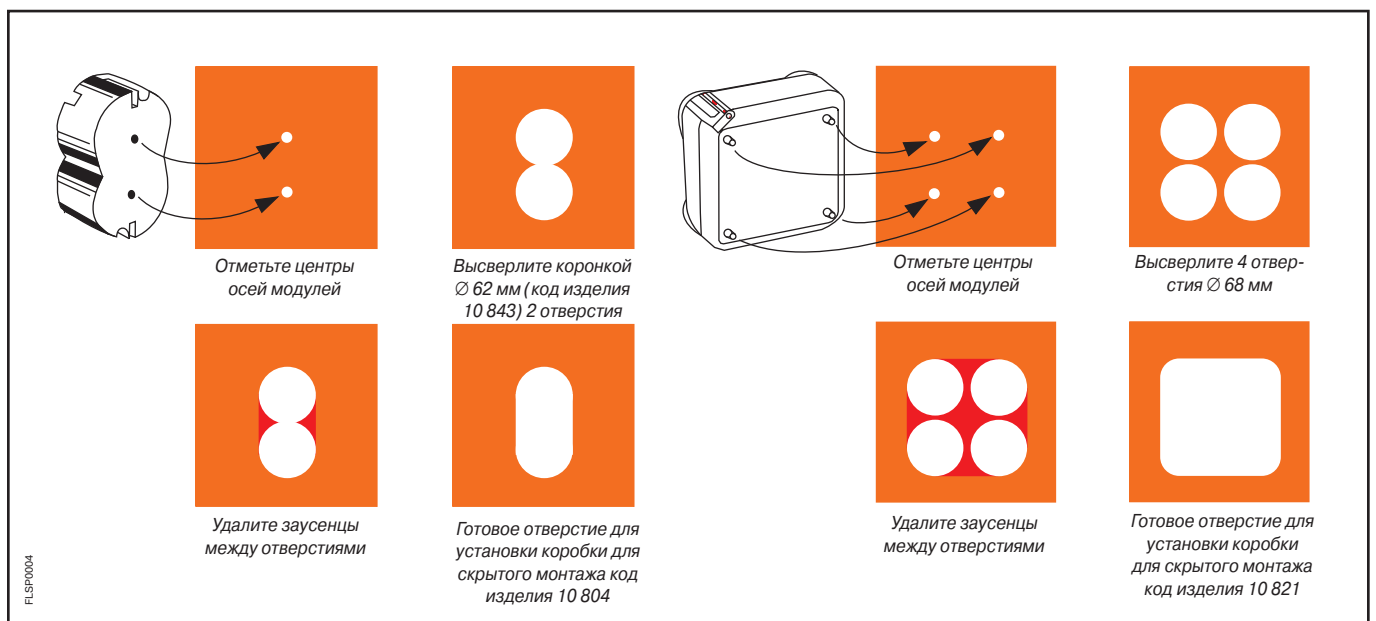 Отметьте центры
осей модулей
Высверлите коронкой
∅ 62 мм (код изделия
10 843) 2 отверстия
Отметьте центры
осей модулей
Высверлите 4 отвер-
стия ∅ 68 мм
Удалите заусенцы
между отверстиями
Готовое отверстие для
установки коробки для
скрытого монтажа код
изделия 10 804
Удалите заусенцы
между отверстиями
Готовое отверстие для
установки коробки
для скрытого монтажа
код изделия 10 821
FLSP0004